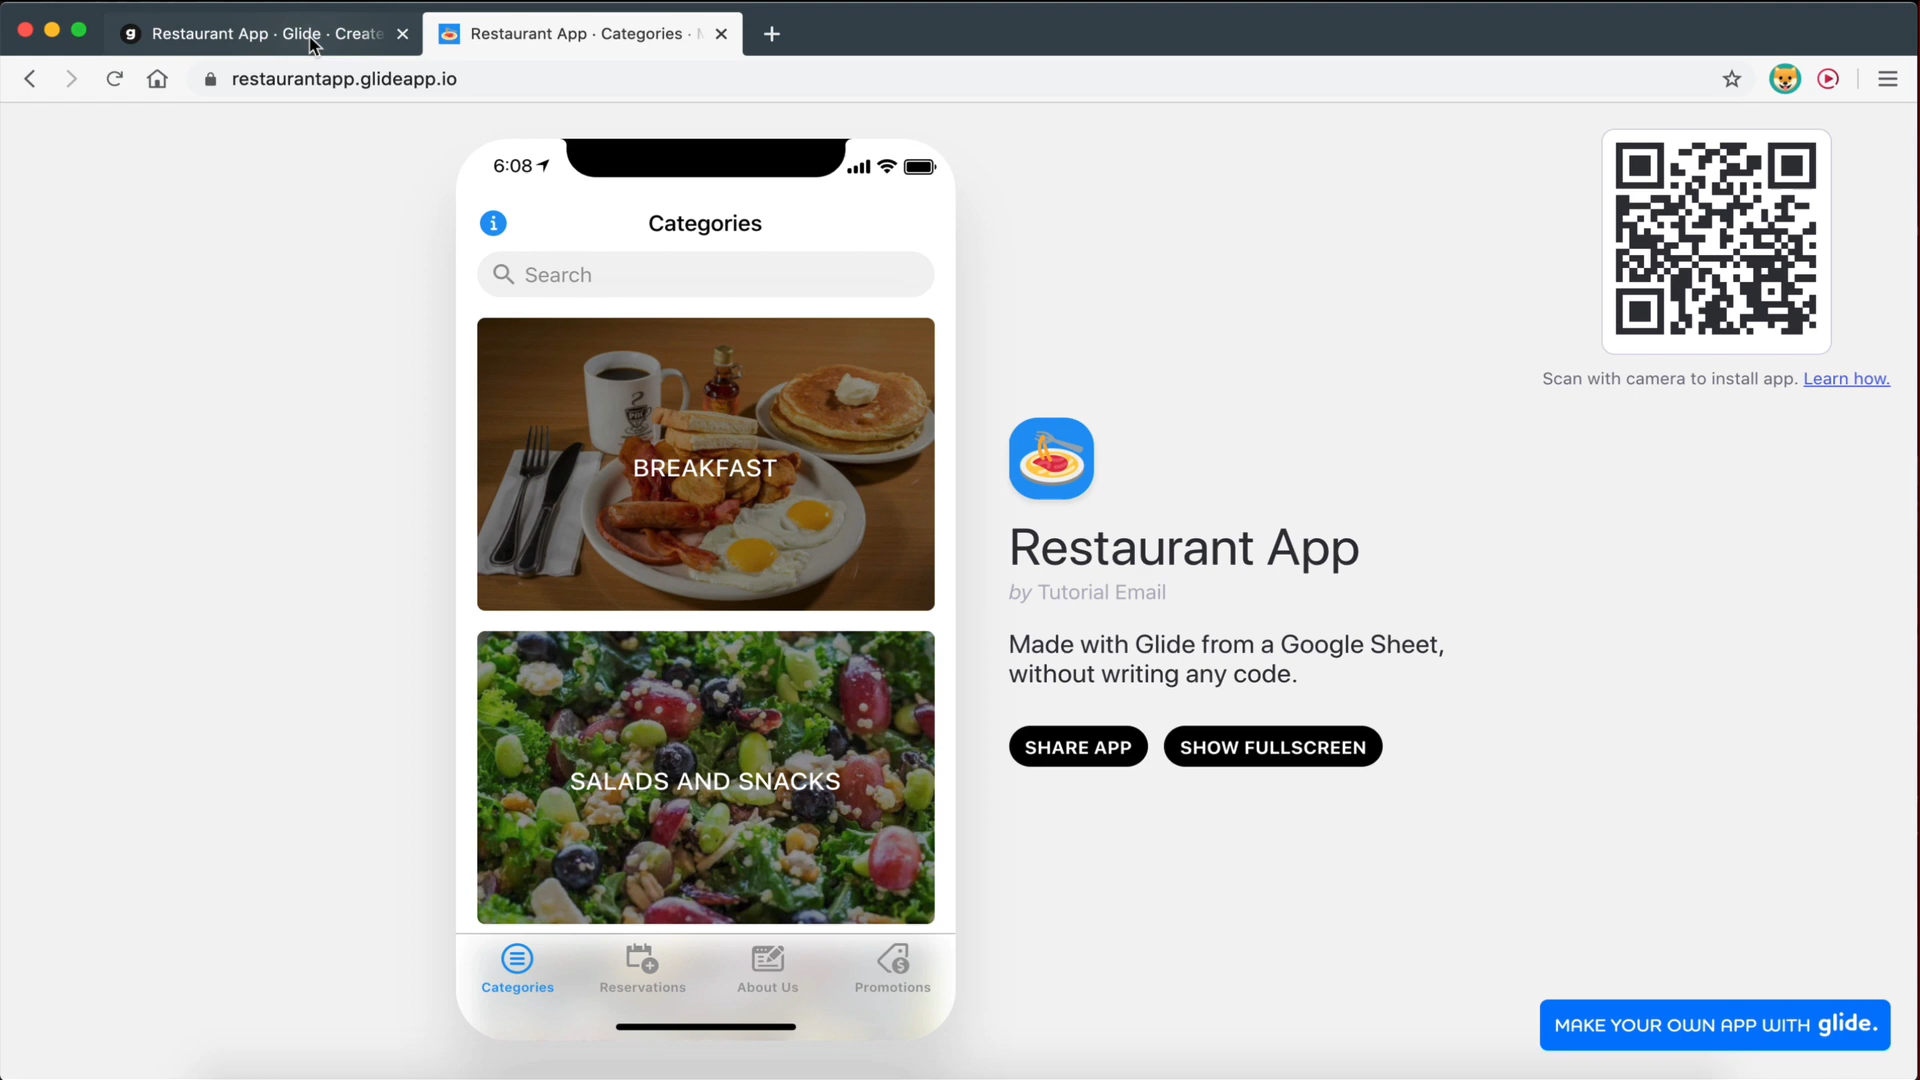 Restaurant App · Glide · Create
Restaurant App · Categories ·
restaurantapp.glideapp.io
6:08
Categories
Search
BREAKFAST
SALADS AND SNACKS
Categories
Reservations
About Us
Promotions
Scan with camera to install app. Learn how.
Restaurant App
by Tutorial Email
Made with Glide from a Google Sheet,
without writing any code.
SHARE APP
SHOW FULLSCREEN
MAKE YOUR OWN APP WITH glide.